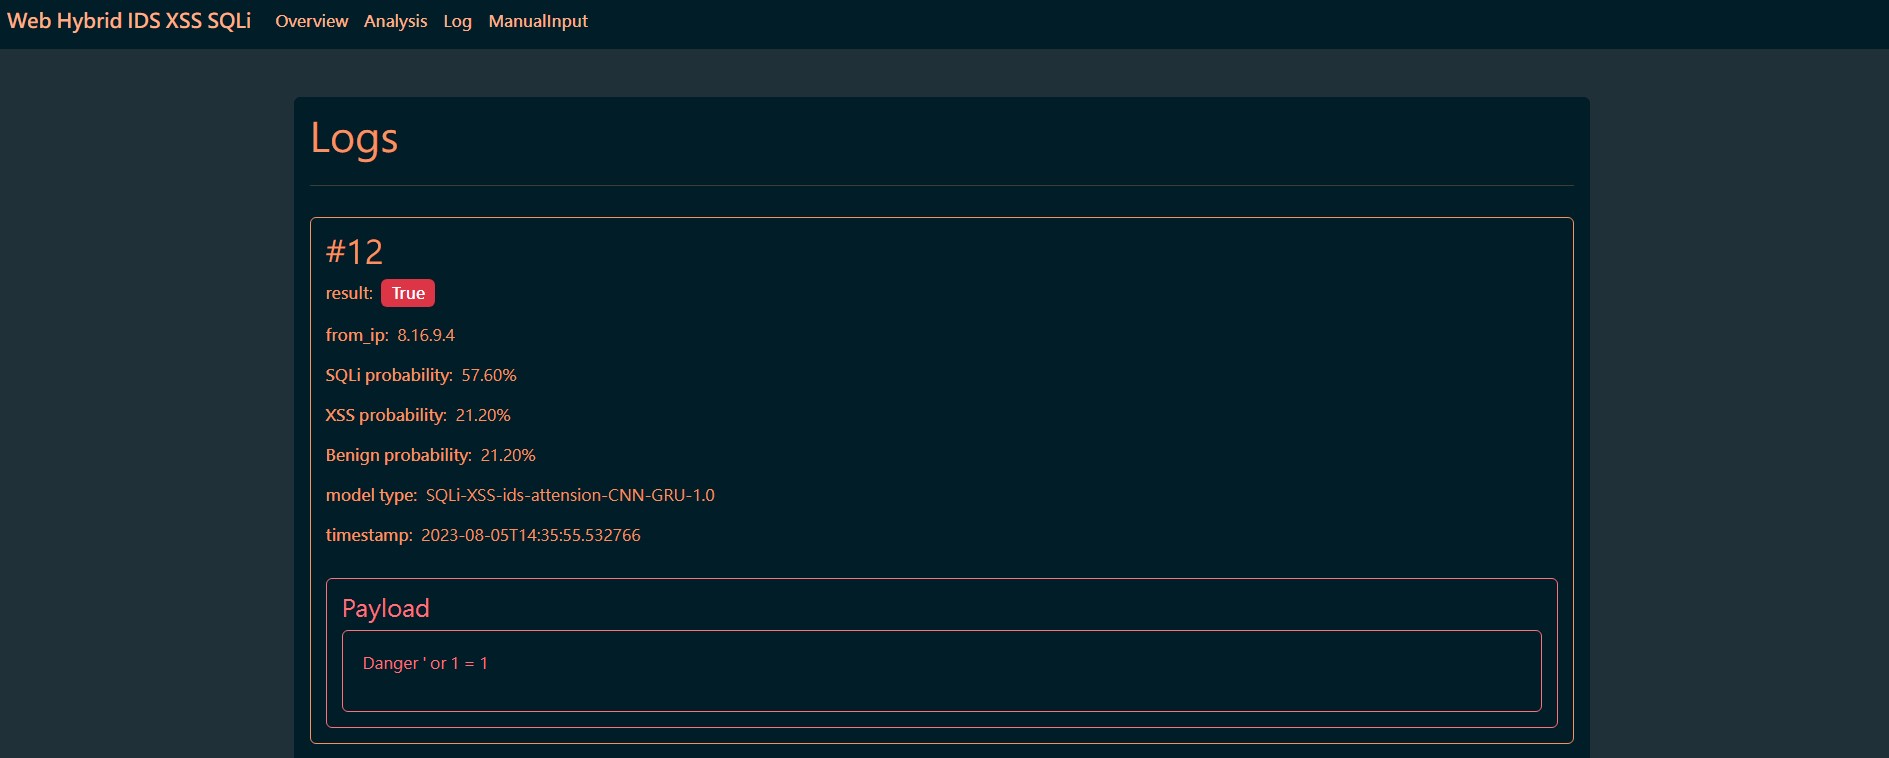 Web Hybrid IDS XSS SQLi Overview Analysis Log ManualInput
Logs
#12
result: True
from_ip: 8.16.9.4
SQLi probability: 57.60%
XSS probability: 21.20%
Benign probability: 21.20%
model type: SQLi-XSS-ids-attension-CNN-GRU-1.0
timestamp: 2023-08-05T14:35:55.532766
Payload
Danger ' or 1 = 1